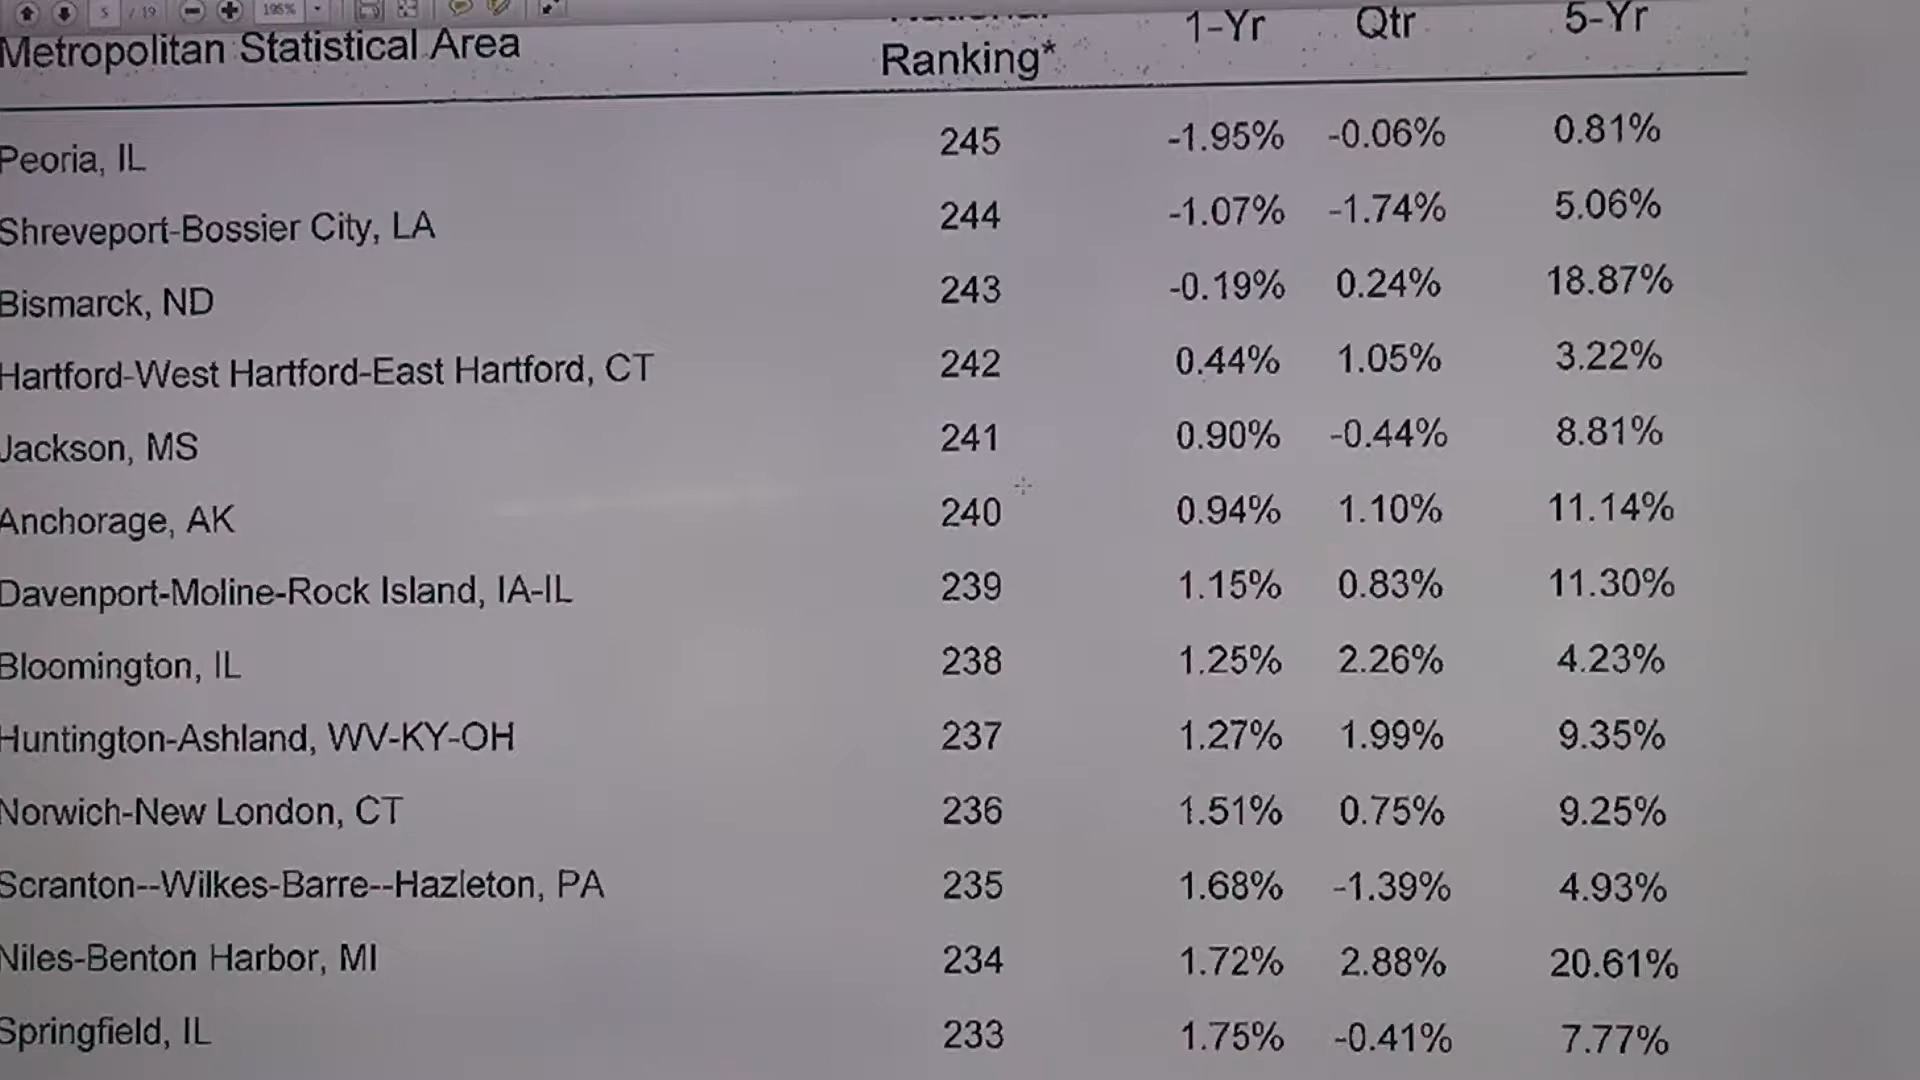 5 / 19 195%
Metropolitan Statistical Area Ranking* 1-Yr Qtr 5-Yr
Peoria, IL 245 -1.95% -0.06% 0.81%
Shreveport-Bossier City, LA 244 -1.07% -1.74% 5.06%
Bismarck, ND 243 -0.19% 0.24% 18.87%
Hartford-West Hartford-East Hartford, CT 242 0.44% 1.05% 3.22%
Jackson, MS 241 0.90% -0.44% 8.81%
Anchorage, AK 240 0.94% 1.10% 11.14%
Davenport-Moline-Rock Island, IA-IL 239 1.15% 0.83% 11.30%
Bloomington, IL 238 1.25% 2.26% 4.23%
Huntington-Ashland, WV-KY-OH 237 1.27% 1.99% 9.35%
Norwich-New London, CT 236 1.51% 0.75% 9.25%
Scranton--Wilkes-Barre--Hazleton, PA 235 1.68% -1.39% 4.93%
Niles-Benton Harbor, MI 234 1.72% 2.88% 20.61%
Springfield, IL 233 1.75% -0.41% 7.77%